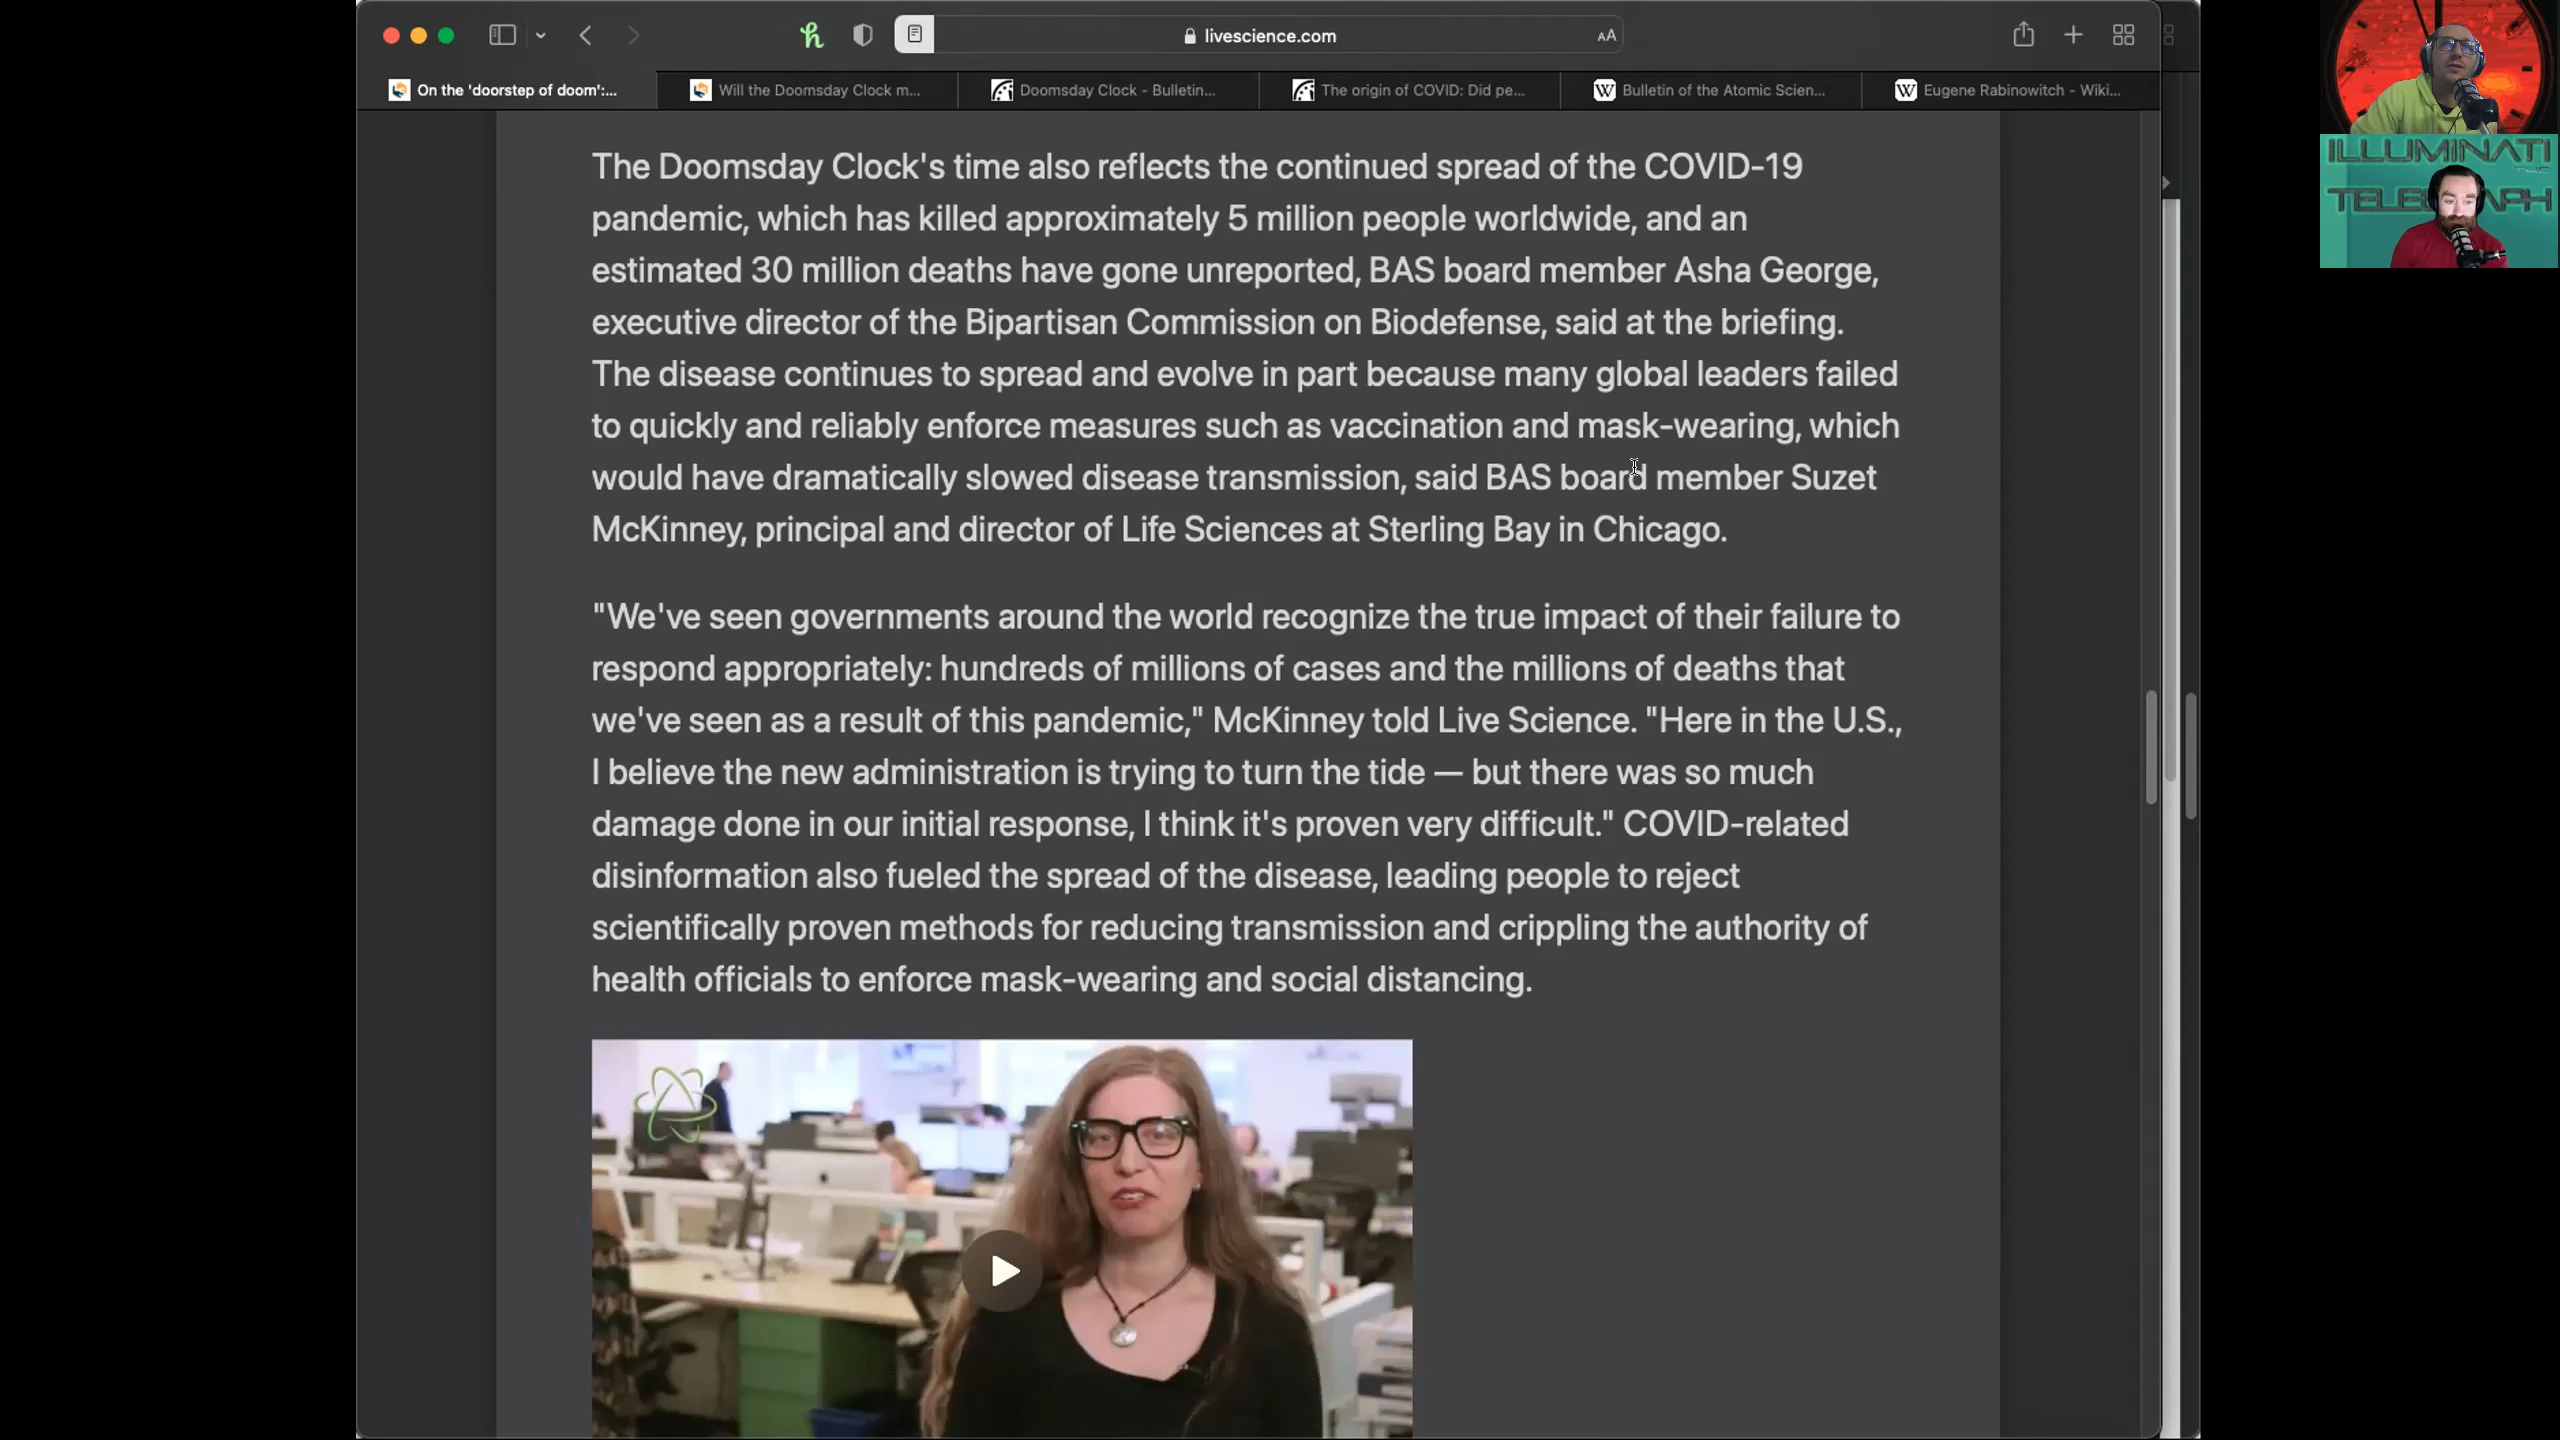 livescience.com
AA
On the 'doorstep of doom':...
Will the Doomsday Clock m...
Doomsday Clock - Bulletin...
The origin of COVID: Did pe...
W
Bulletin of the Atomic Scien...
W
Eugene Rabinowitch - Wiki...
ILLUMINATI
The Doomsday Clock's time also reflects the continued spread of the COVID-19
pandemic, which has killed approximately 5 million people worldwide, and an
estimated 30 million deaths have gone unreported, BAS board member Asha George,
executive director of the Bipartisan Commission on Biodefense, said at the briefing.
The disease continues to spread and evolve in part because many global leaders failed
to quickly and reliably enforce measures such as vaccination and mask-wearing, which
would have dramatically slowed disease transmission, said BAS board member Suzet
McKinney, principal and director of Life Sciences at Sterling Bay in Chicago.
"We've seen governments around the world recognize the true impact of their failure to
respond appropriately: hundreds of millions of cases and the millions of deaths that
we've seen as a result of this pandemic," McKinney told Live Science. "Here in the U.S.,
I believe the new administration is trying to turn the tide — but there was so much
damage done in our initial response, I think it's proven very difficult." COVID-related
disinformation also fueled the spread of the disease, leading people to reject
scientifically proven methods for reducing transmission and crippling the authority of
health officials to enforce mask-wearing and social distancing.